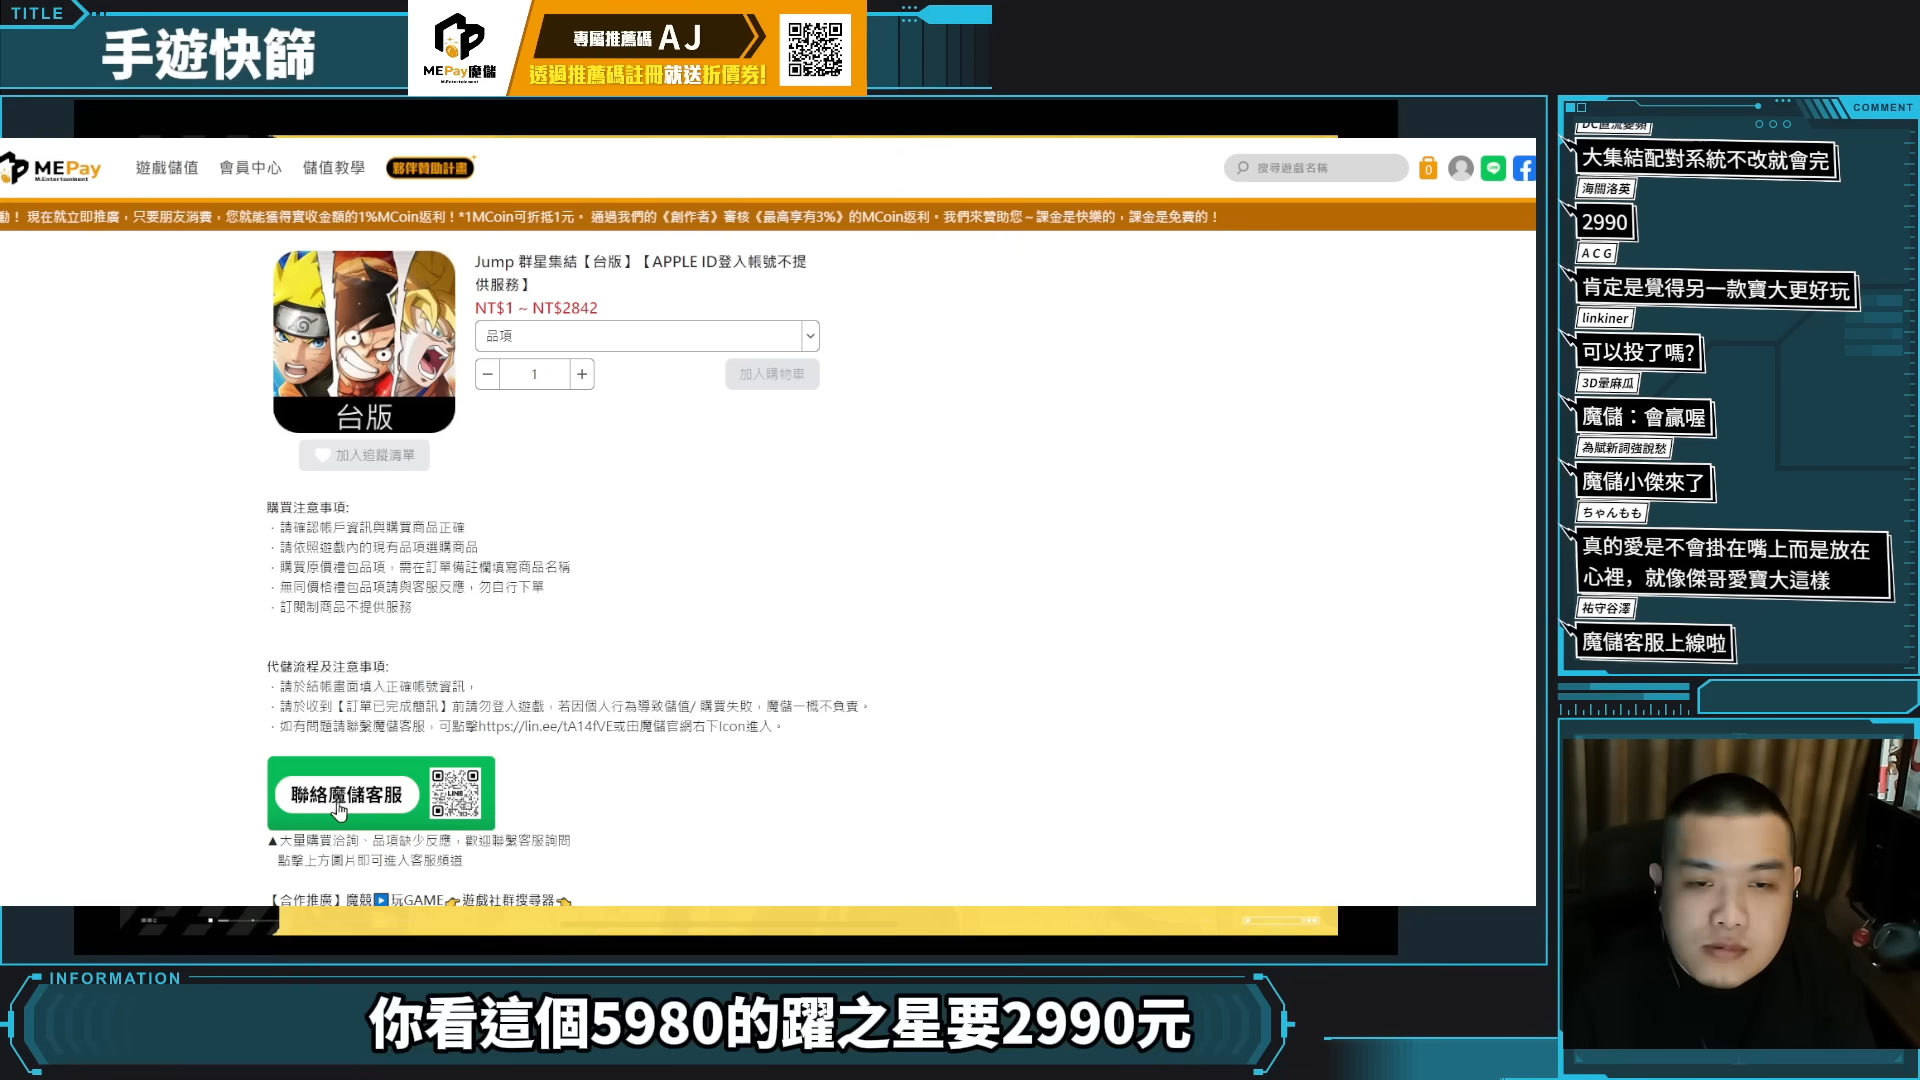 TITLE
手遊快篩
MEPay魔儲
M.Entertainment
專屬推薦碼 AJ
透過推薦碼註冊就送折價券!
MEPay
M.Entertainment
遊戲儲值
會員中心
儲值教學
夥伴贊助計畫
搜尋遊戲名稱
0
動！ 現在就立即推廣，只要朋友消費，您就能獲得實收金額的1%MCoin返利！*1MCoin可折抵1元。 通過我們的《創作者》審核《最高享有3%》的MCoin返利。我們來贊助您～課金是快樂的，課金是免費的！
台版
加入追蹤清單
Jump 群星集結【台版】【APPLE ID登入帳號不提
供服務】
NT$1 ~ NT$2842
品項
1
加入購物車
購買注意事項:
· 請確認帳戶資訊與購買商品正確
· 請依照遊戲內的現有品項選購商品
· 購買原價禮包品項，需在訂單備註欄填寫商品名稱
· 無同價格禮包品項請與客服反應，勿自行下單
· 訂閱制商品不提供服務
代儲流程及注意事項:
· 請於結帳畫面填入正確帳號資訊，
· 請於收到【訂單已完成簡訊】前請勿登入遊戲，若因個人行為導致儲值/ 購買失敗，魔儲一概不負責。
· 如有問題請聯繫魔儲客服，可點擊https://lin.ee/tA14fVE或由魔儲官網右下Icon進入。
聯絡魔儲客服
LINE
▲大量購買洽詢、品項缺少反應，歡迎聯繫客服詢問
點擊上方圖片即可進入客服頻道
【合作推廣】魔競▶玩GAME👉遊戲社群搜尋器👈
COMMENT
DC直流變頻
大集結配對系統不改就會完
海關洛英
2990
A C G
肯定是覺得另一款寶大更好玩
linkiner
可以投了嗎?
3D暈麻瓜
魔儲：會贏喔
為賦新詞強說愁
魔儲小傑來了
ちゃんもも
真的愛是不會掛在嘴上而是放在
心裡，就像傑哥愛寶大這樣
祐守谷澤
魔儲客服上線啦
INFORMATION
你看這個5980的躍之星要2990元